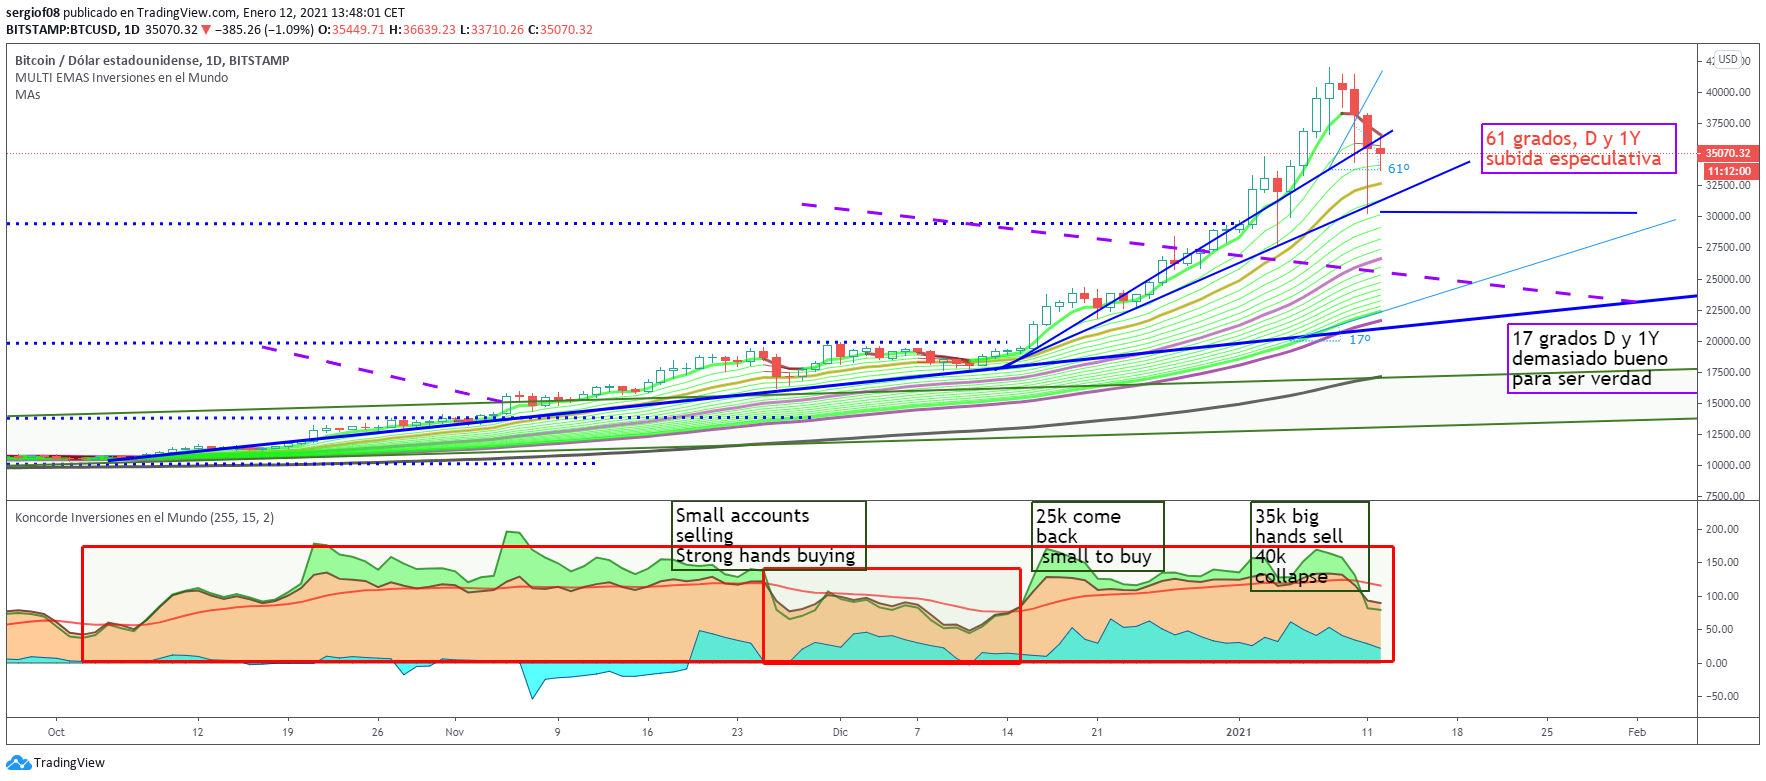 sergiof08 publicado en TradingView.com, Enero 12, 2021 13:48:01 CET
BITSTAMP:BTCUSD, 1D 35070.32 ▼ −385.26 (−1.09%) O:35449.71 H:36639.23 L:33710.26 C:35070.32
Bitcoin / Dólar estadounidense, 1D, BITSTAMP
MULTI EMAS Inversiones en el Mundo
MAs
USD
40000.00
37500.00
35070.32
11:12:00
32500.00
30000.00
27500.00
25000.00
22500.00
20000.00
17500.00
15000.00
12500.00
10000.00
7500.00
61 grados, D y 1Y
subida especulativa
61º
17º
17 grados D y 1Y
demasiado bueno
para ser verdad
Koncorde Inversiones en el Mundo (255, 15, 2)
Small accounts
selling
Strong hands buying
25k come
back
small to buy
35k big
hands sell
40k
collapse
200.00
150.00
100.00
50.00
0.00
−50.00
Oct 12 19 26 Nov 9 16 23 Dic 7 14 21 2021 11 18 25 Feb
TradingView